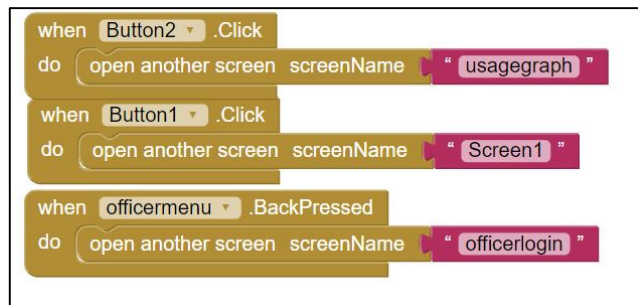 when Button2 .Click
do open another screen screenName " usagegraph "
when Button1 .Click
do open another screen screenName " Screen1 "
when officermenu .BackPressed
do open another screen screenName " officerlogin "